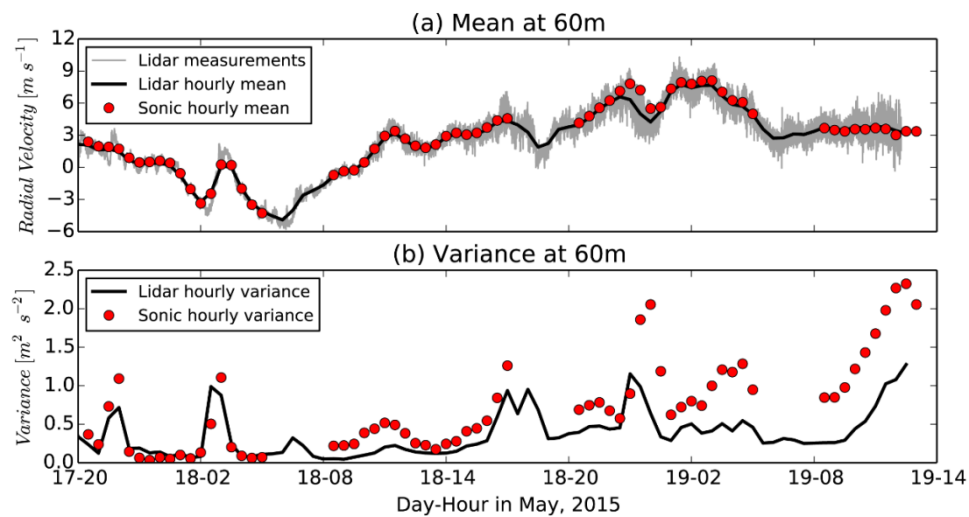 (a) Mean at 60m
12
9
6
3
0
−3
−6
Radial Velocity [m s⁻¹]
Lidar measurements
Lidar hourly mean
Sonic hourly mean
(b) Variance at 60m
2.5
2.0
1.5
1.0
0.5
0.0
Variance [m² s⁻²]
Lidar hourly variance
Sonic hourly variance
17-20 18-02 18-09 18-14 18-20 19-02 19-08 19-14
Day-Hour in May, 2015